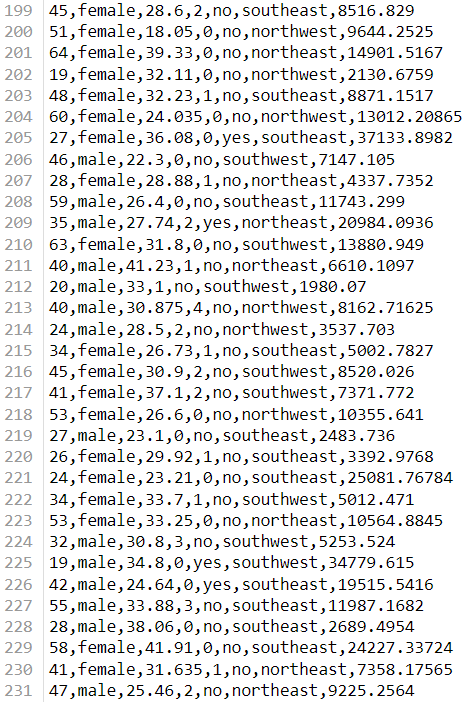 199 45,female,28.6,2,no,southeast,8516.829
200 51,female,18.05,0,no,northwest,9644.2525
201 64,female,39.33,0,no,northeast,14901.5167
202 19,female,32.11,0,no,northwest,2130.6759
203 48,female,32.23,1,no,southeast,8871.1517
204 60,female,24.035,0,no,northwest,13012.20865
205 27,female,36.08,0,yes,southeast,37133.8982
206 46,male,22.3,0,no,southwest,7147.105
207 28,female,28.88,1,no,northeast,4337.7352
208 59,male,26.4,0,no,southeast,11743.299
209 35,male,27.74,2,yes,northeast,20984.0936
210 63,female,31.8,0,no,southwest,13880.949
211 40,male,41.23,1,no,northeast,6610.1097
212 20,male,33,1,no,southwest,1980.07
213 40,male,30.875,4,no,northwest,8162.71625
214 24,male,28.5,2,no,northwest,3537.703
215 34,female,26.73,1,no,southeast,5002.7827
216 45,female,30.9,2,no,southwest,8520.026
217 41,female,37.1,2,no,southwest,7371.772
218 53,female,26.6,0,no,northwest,10355.641
219 27,male,23.1,0,no,southeast,2483.736
220 26,female,29.92,1,no,southeast,3392.9768
221 24,female,23.21,0,no,southeast,25081.76784
222 34,female,33.7,1,no,southwest,5012.471
223 53,female,33.25,0,no,northeast,10564.8845
224 32,male,30.8,3,no,southwest,5253.524
225 19,male,34.8,0,yes,southwest,34779.615
226 42,male,24.64,0,yes,southeast,19515.5416
227 55,male,33.88,3,no,southeast,11987.1682
228 28,male,38.06,0,no,southeast,2689.4954
229 58,female,41.91,0,no,southeast,24227.33724
230 41,female,31.635,1,no,northeast,7358.17565
231 47,male,25.46,2,no,northeast,9225.2564